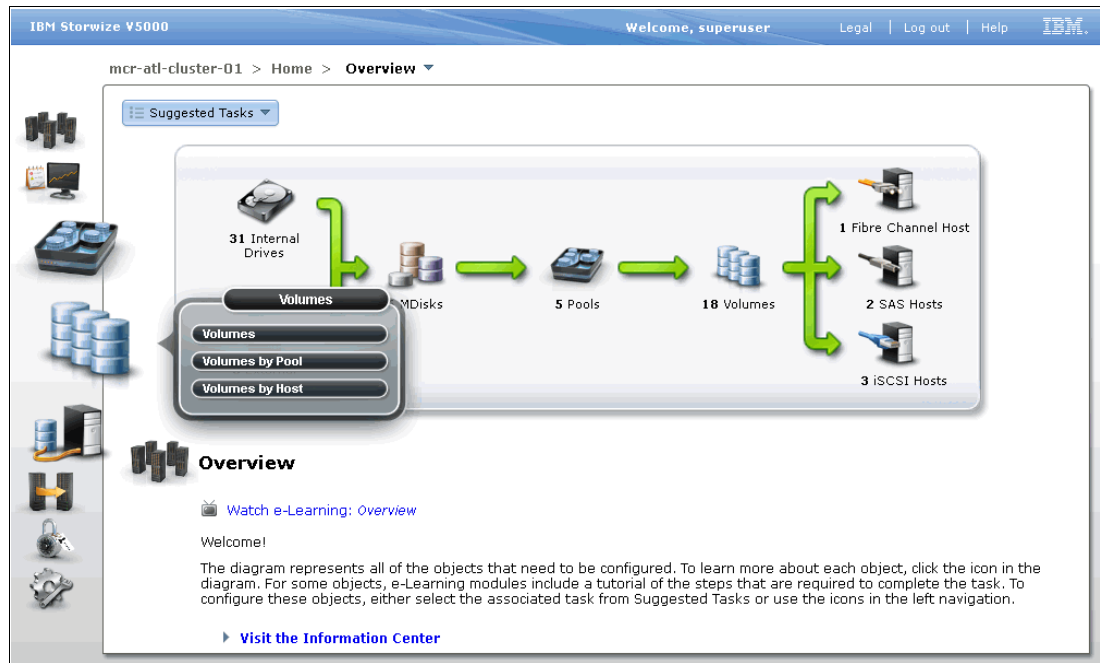 IBM Storwize V5000
Welcome, superuser
Legal | Log out | Help
IBM.
mcr-atl-cluster-01 > Home > Overview
Suggested Tasks
31 Internal
Drives
MDisks
5 Pools
18 Volumes
1 Fibre Channel Host
2 SAS Hosts
3 iSCSI Hosts
Volumes
Volumes
Volumes by Pool
Volumes by Host
Overview
Watch e-Learning: Overview
Welcome!
The diagram represents all of the objects that need to be configured. To learn more about each object, click the icon in the
diagram. For some objects, e-Learning modules include a tutorial of the steps that are required to complete the task. To
configure these objects, either select the associated task from Suggested Tasks or use the icons in the left navigation.
Visit the Information Center